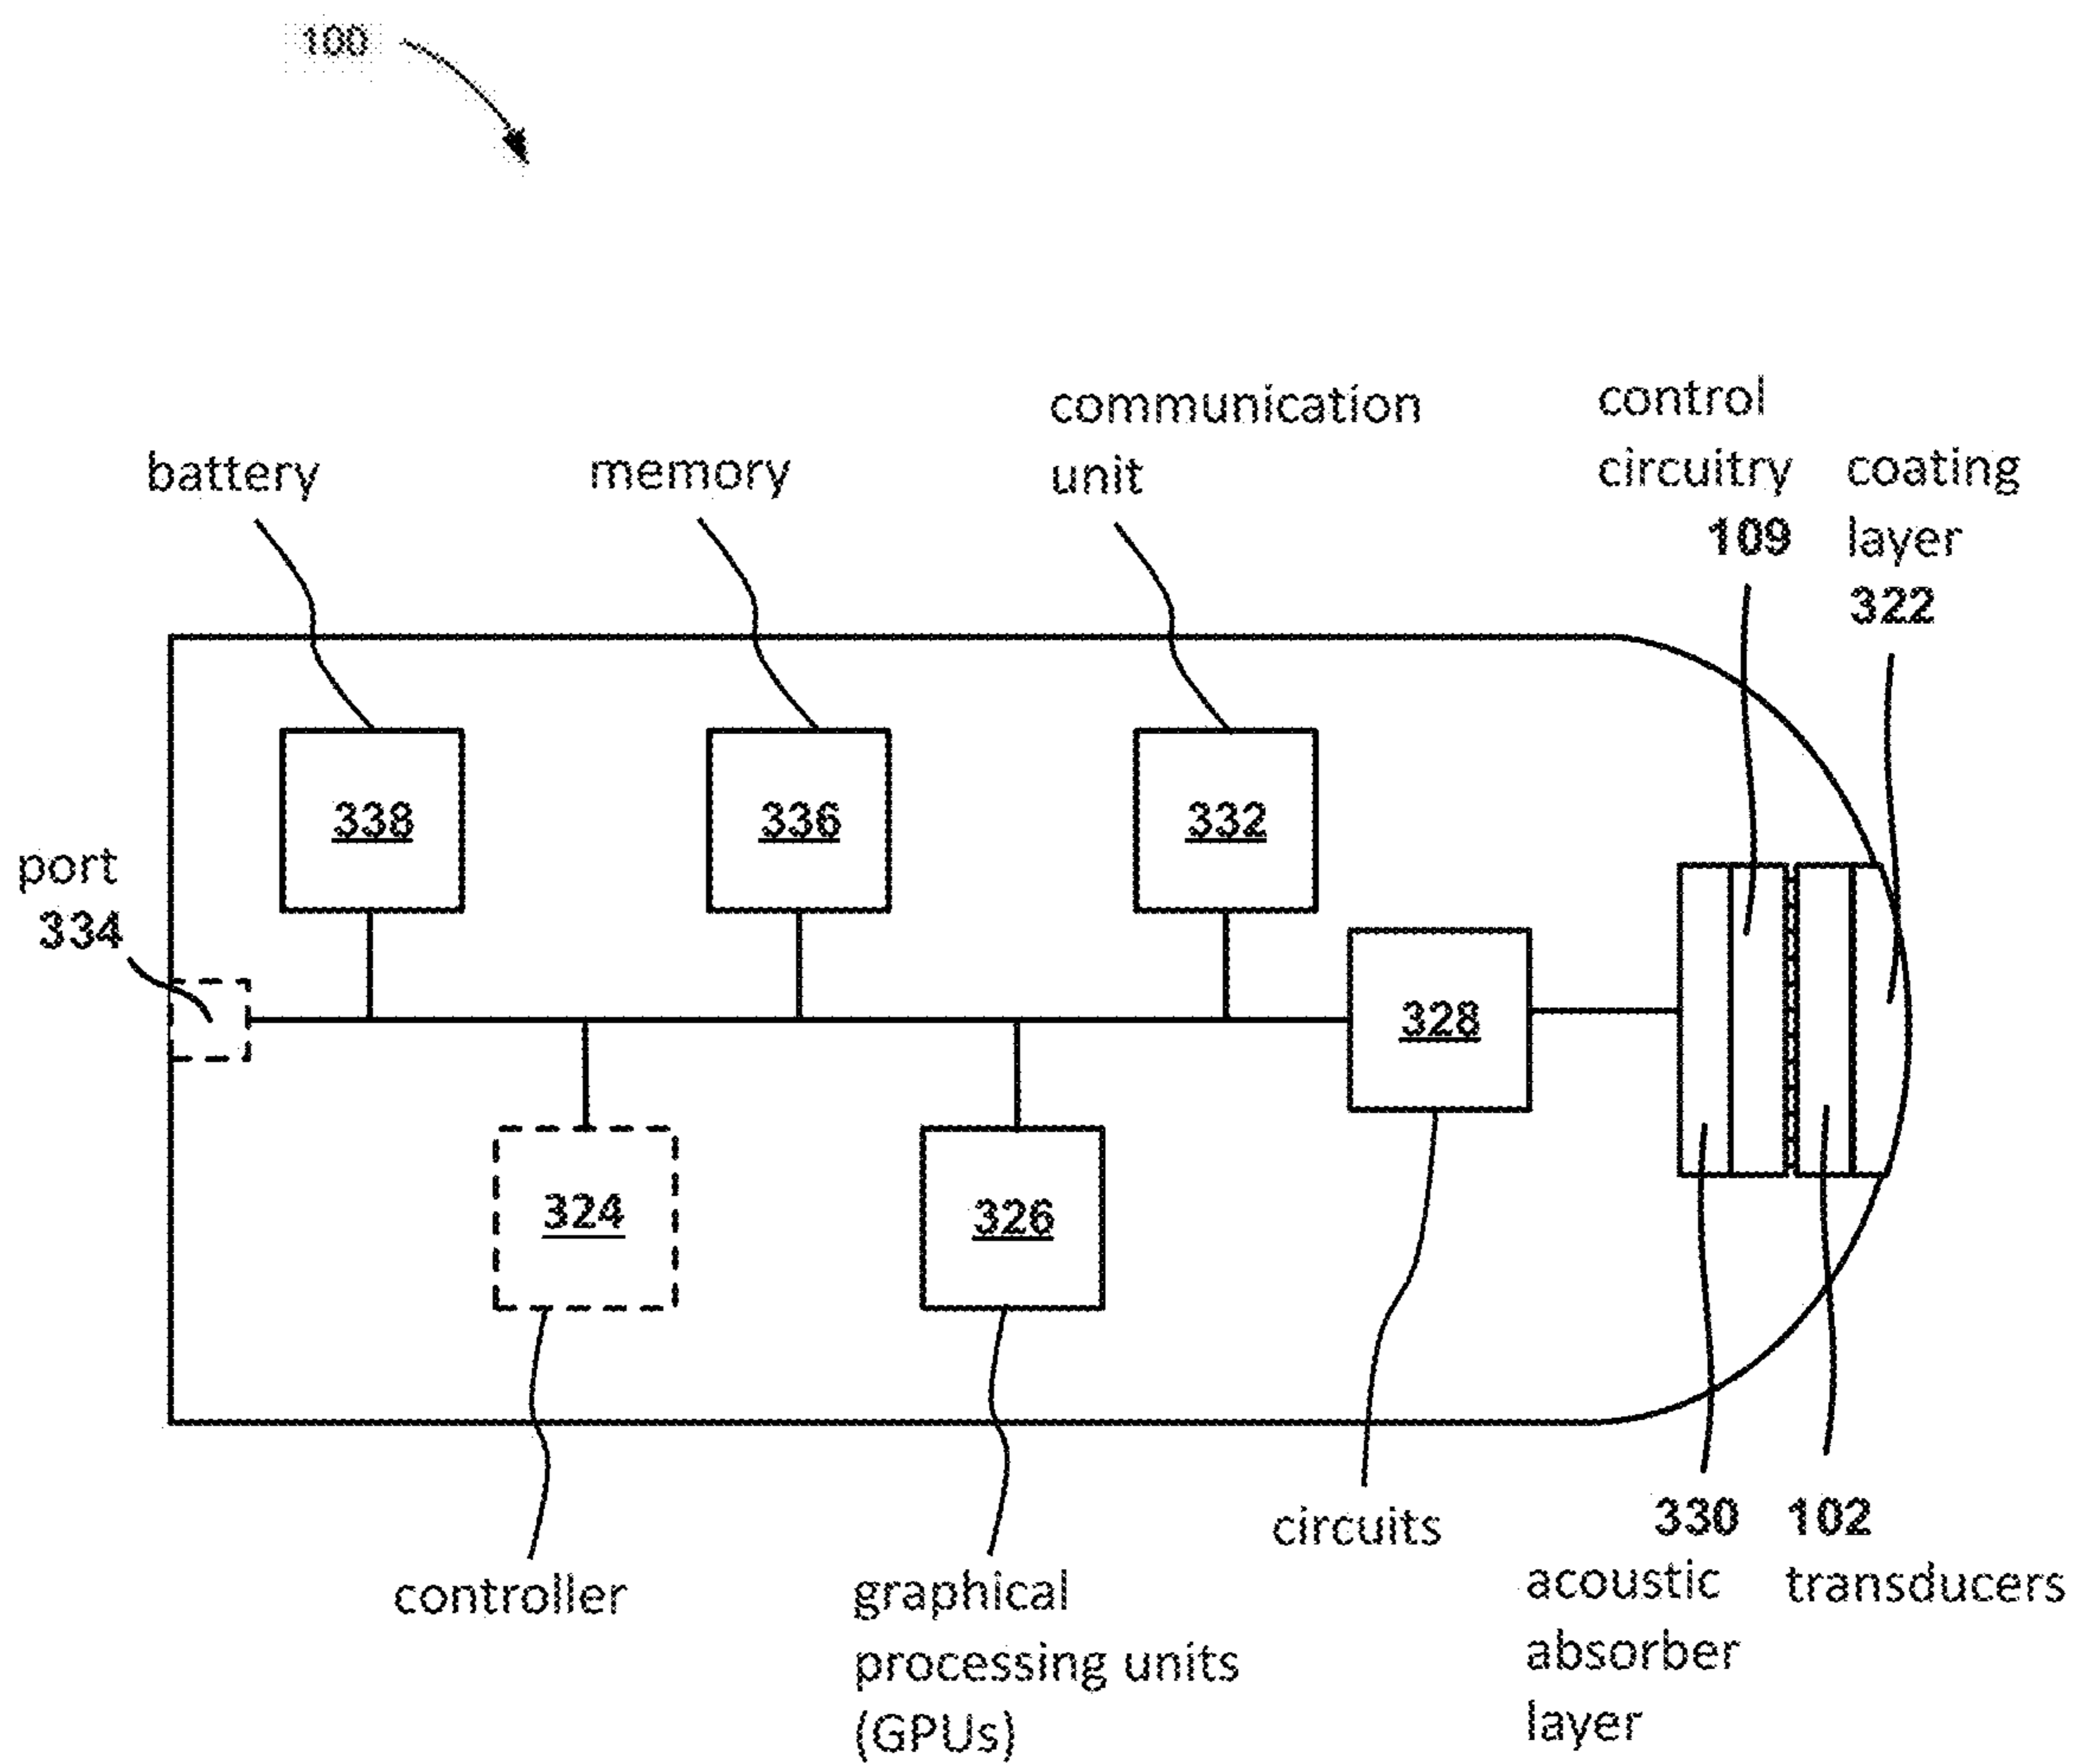 100
battery
memory
communication
unit
control
circuitry
109
coating
layer
322
338
336
332
port
334
328
324
326
controller
graphical
processing units
(GPUs)
circuits
330
acoustic
absorber
layer
102
transducers